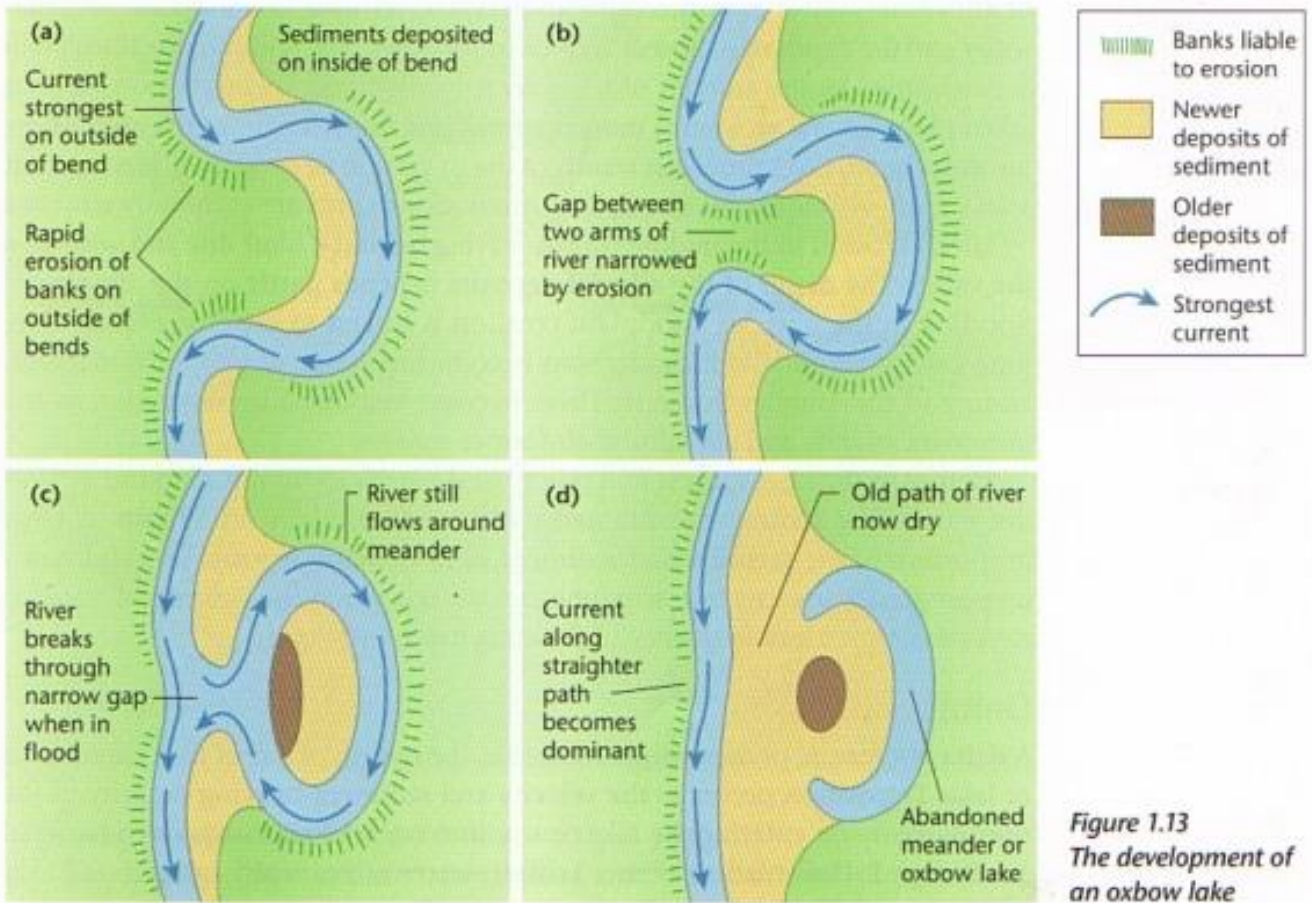 (a)
Sediments deposited
on inside of bend
Current
strongest
on outside
of bend
Rapid
erosion of
banks on
outside of
bends
(b)
Gap between
two arms of
river narrowed
by erosion
Banks liable
to erosion
Newer
deposits of
sediment
Older
deposits of
sediment
Strongest
current
(c)
River still
flows around
meander
River
breaks
through
narrow gap
when in
flood
(d)
Old path of river
now dry
Current
along
straighter
path
becomes
dominant
Abandoned
meander or
oxbow lake
Figure 1.13
The development of
an oxbow lake